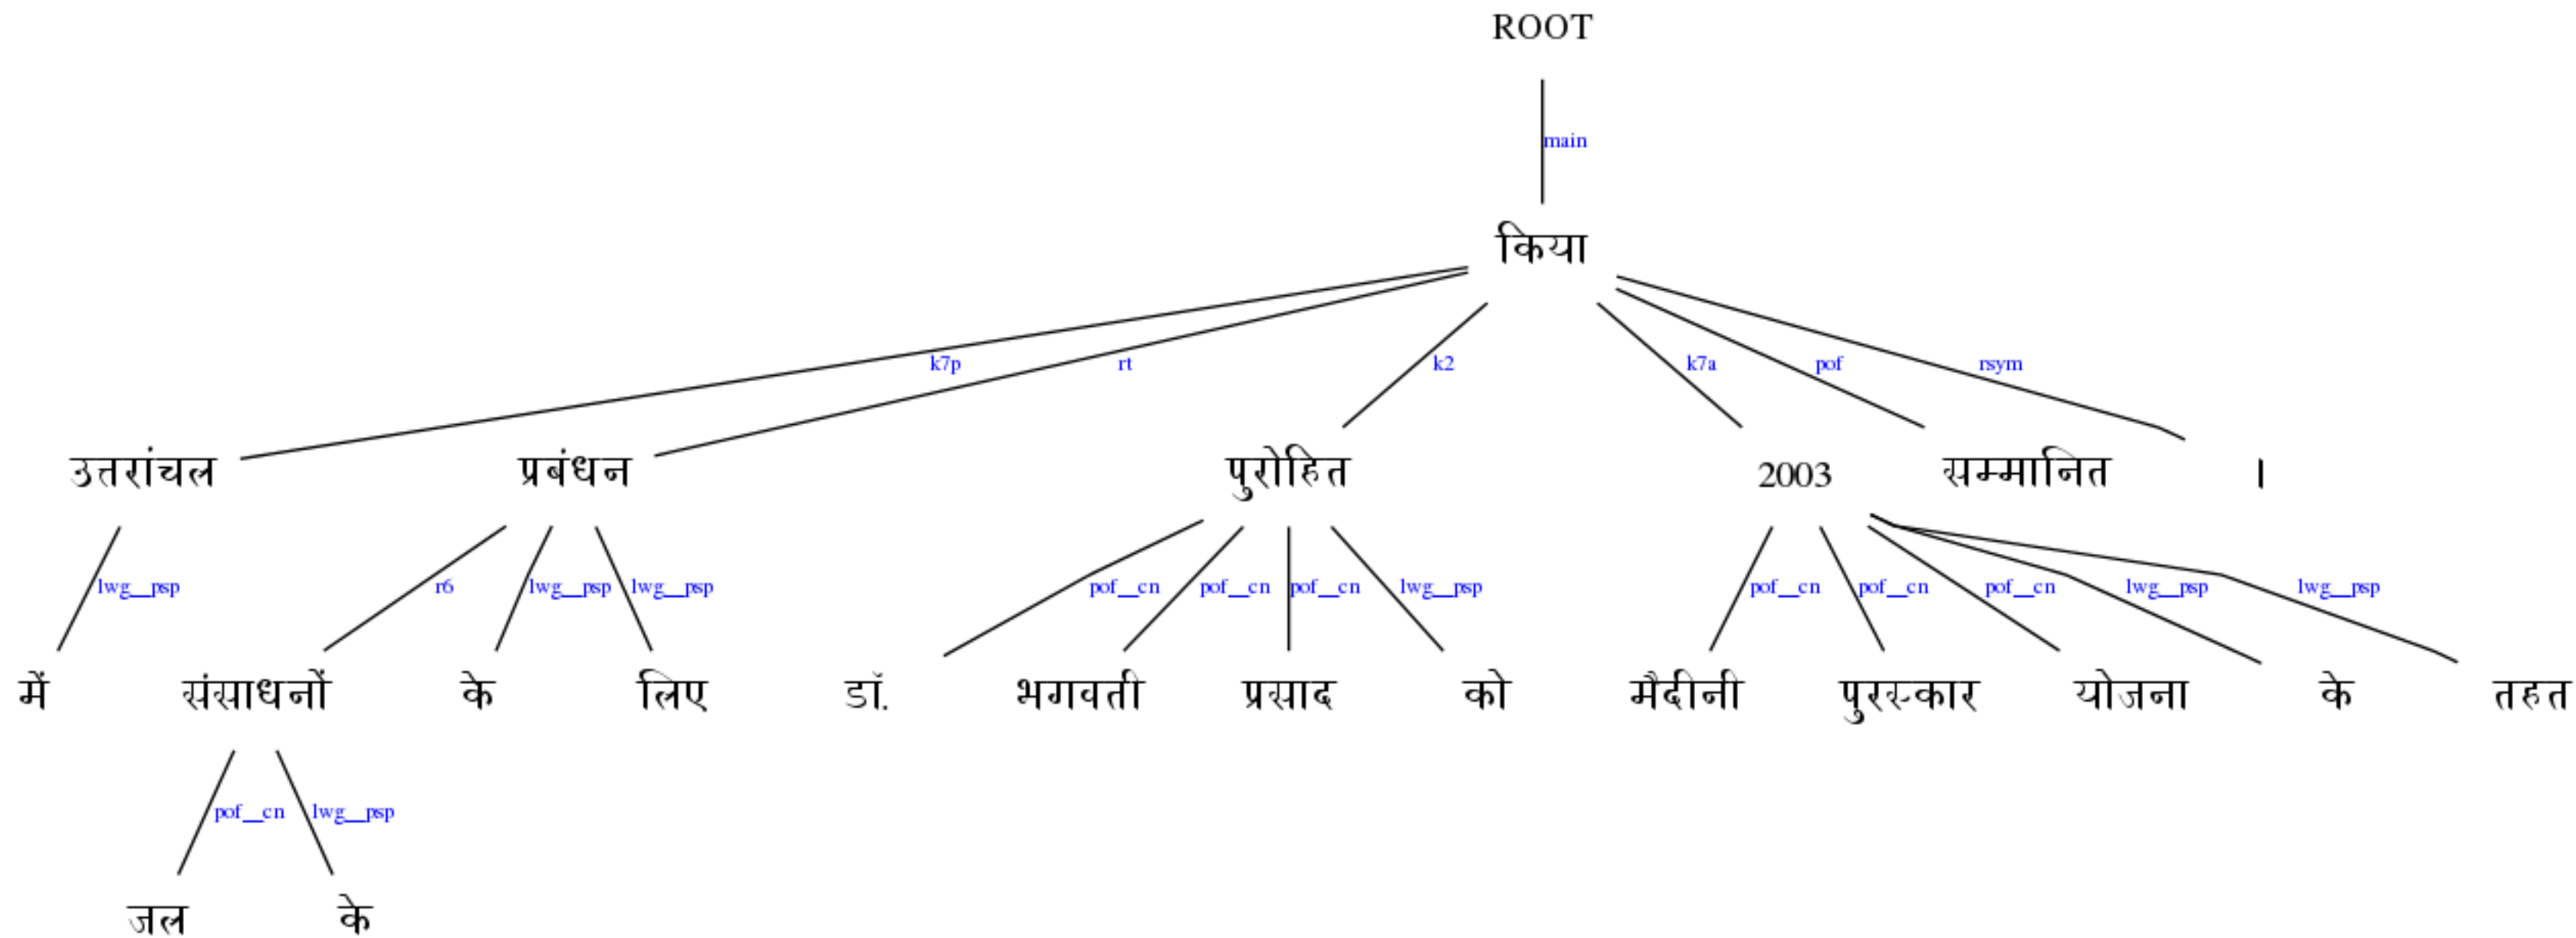 ROOT
main
किया
k7p rt k2 k7a pof rsym
उत्तरांचल प्रबंधन पुरोहित 2003 सम्मानित ।
lwg__psp r6 lwg__psp lwg__psp pof__cn pof__cn pof__cn lwg__psp pof__cn pof__cn pof__cn lwg__psp lwg__psp
में संसाधनों के लिए डॉ. भगवती प्रसाद को मैदीनी पुरस्कार योजना के तहत
pof__cn lwg__psp
जल के